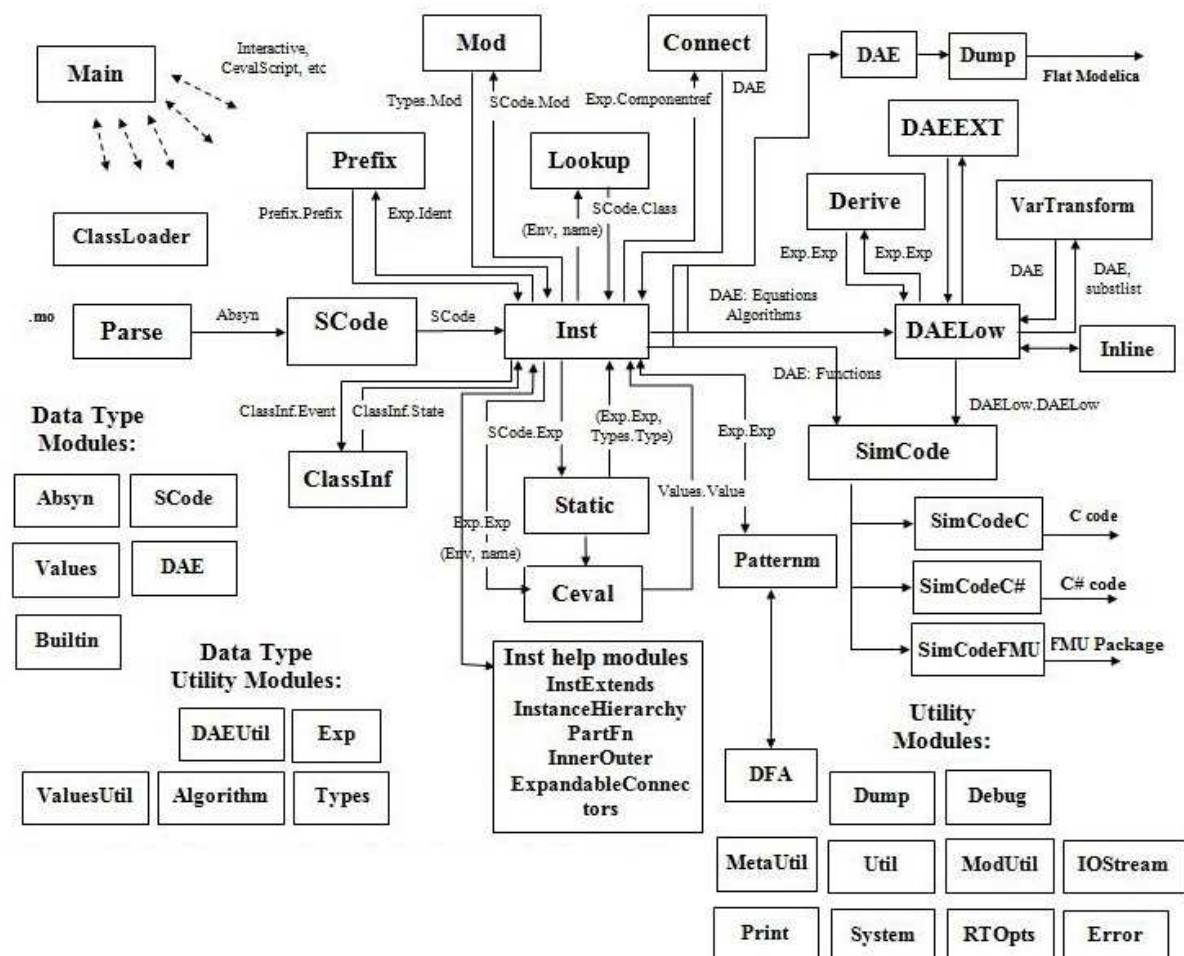 Main
Interactive,
CevalScript, etc
Mod
Connect
DAE
Dump
Flat Modelica
Types.Mod
SCode.Mod
Exp.Componentref
DAE
DAEEXT
Prefix
Lookup
Prefix.Prefix
Exp.Ident
(Env, name)
SCode.Class
Derive
VarTransform
Exp.Exp
Exp.Exp
DAE
DAE,
substlist
ClassLoader
.mo
Parse
Absyn
SCode
SCode
Inst
DAE: Equations
Algorithms
DAELow
Inline
DAE: Functions
DAELow.DAELow
ClassInf.Event
ClassInf.State
SCode.Exp
(Exp.Exp,
Types.Type)
Exp.Exp
SimCode
ClassInf
Static
Values.Value
Exp.Exp
(Env, name)
Ceval
Patternm
SimCodeC
C code
SimCodeC#
C# code
SimCodeFMU
FMU Package
Data Type
Modules:
Absyn
SCode
Values
DAE
Builtin
Data Type
Utility Modules:
DAEUtil
Exp
ValuesUtil
Algorithm
Types
Inst help modules
InstExtends
InstanceHierarchy
PartFn
InnerOuter
ExpandableConnec
tors
DFA
Utility
Modules:
Dump
Debug
MetaUtil
Util
ModUtil
IOStream
Print
System
RTOpts
Error